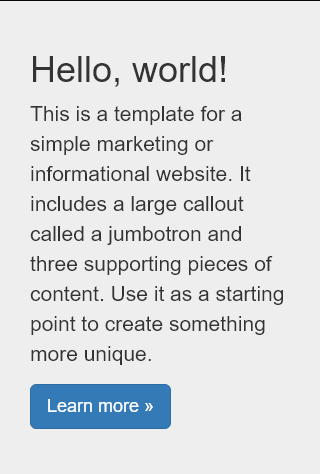 Hello, world!
This is a template for a
simple marketing or
informational website. It
includes a large callout
called a jumbotron and
three supporting pieces of
content. Use it as a starting
point to create something
more unique.
Learn more »